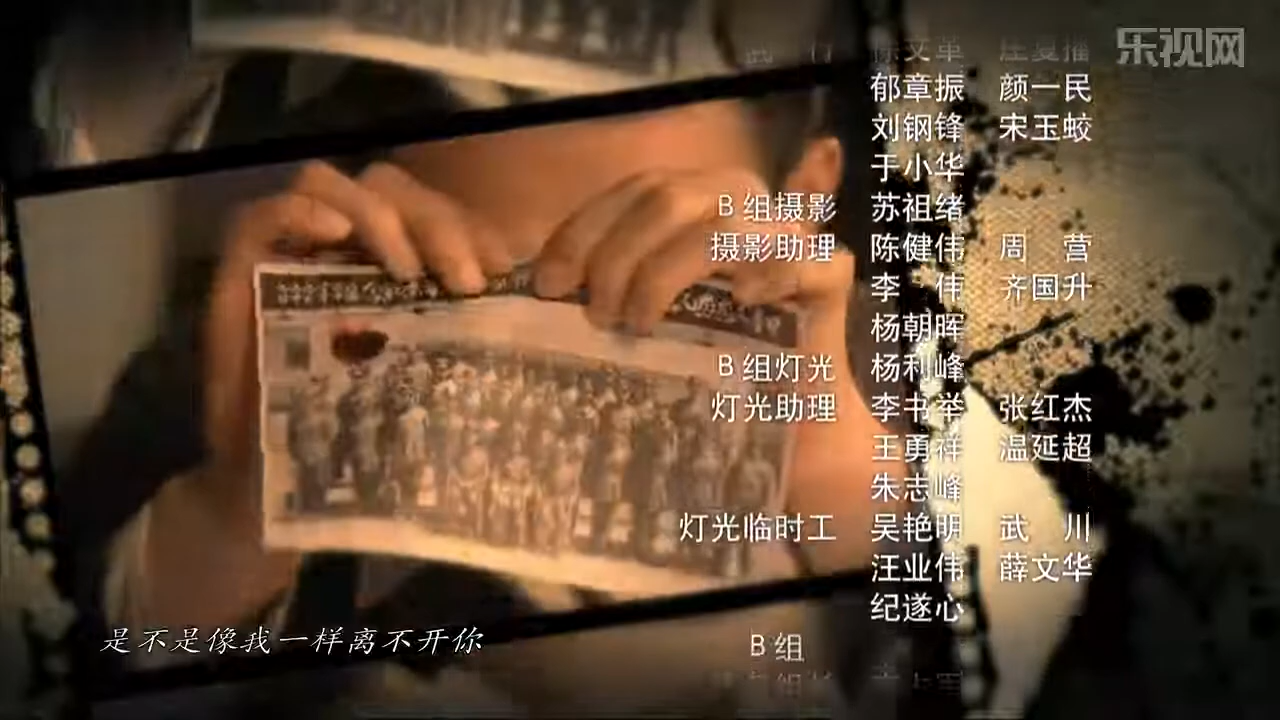 乐视网
郁章振 颜一民
刘钢锋 宋玉蛟
于小华
B组摄影 苏祖绪
摄影助理 陈健伟 周 营
李 伟 齐国升
杨朝晖
B组灯光 杨利峰
灯光助理 李书举 张红杰
王勇祥 温延超
朱志峰
灯光临时工 吴艳明 武 川
汪业伟 薛文华
纪遂心
B组
是不是像我一样离不开你